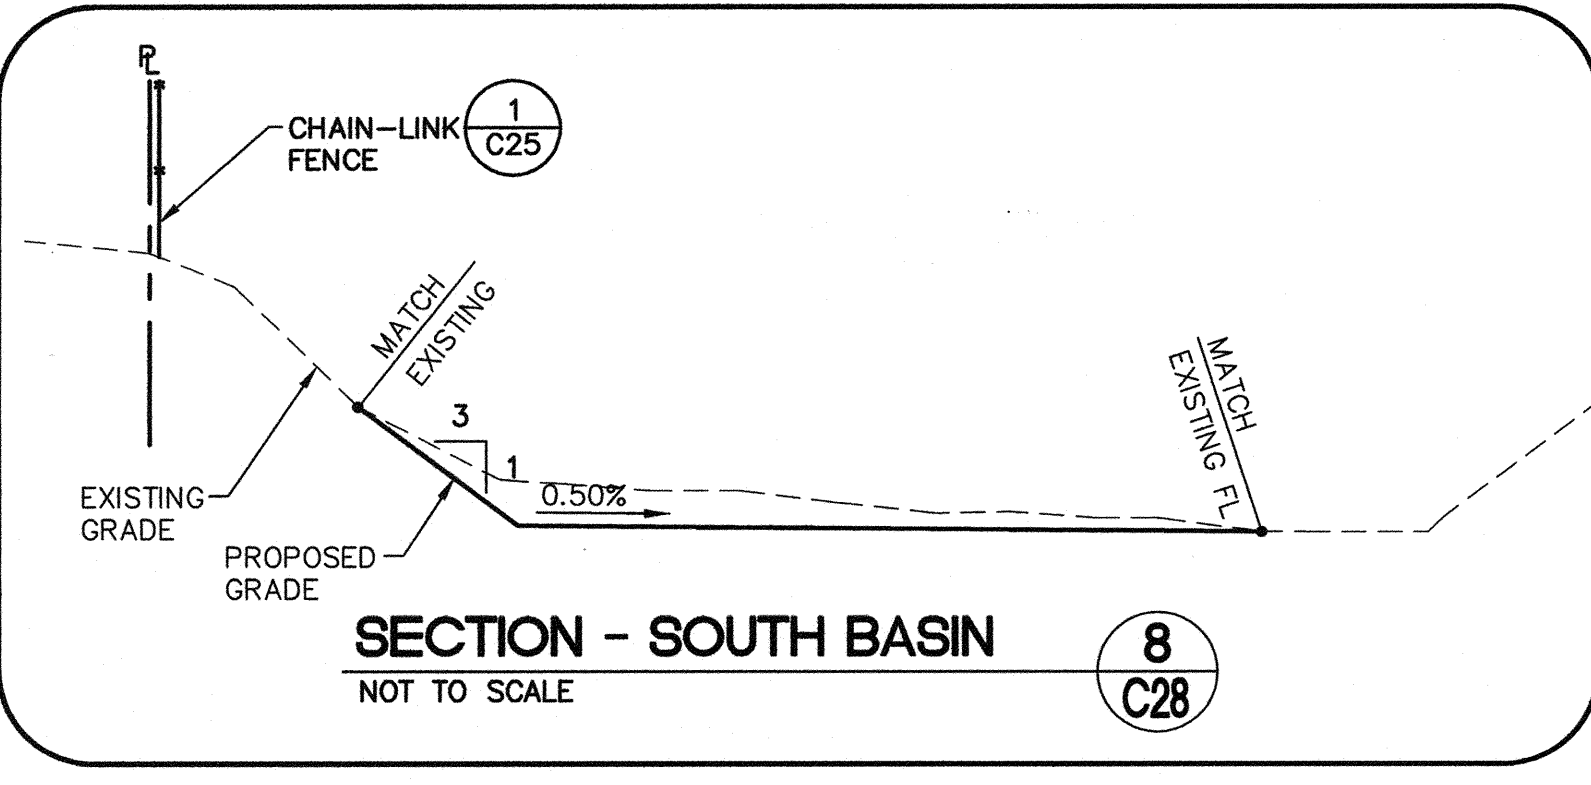 PL
CHAIN-LINK
FENCE
1
C25
MATCH
EXISTING
3
1
0.50%
MATCH
EXISTING FL
EXISTING
GRADE
PROPOSED
GRADE
SECTION - SOUTH BASIN
NOT TO SCALE
8
C28